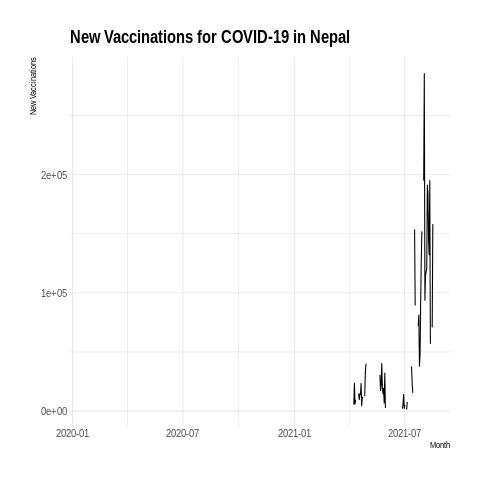 New Vaccinations for COVID-19 in Nepal
New Vaccinations
2e+05
1e+05
0e+00
2020-01 2020-07 2021-01 2021-07
Month